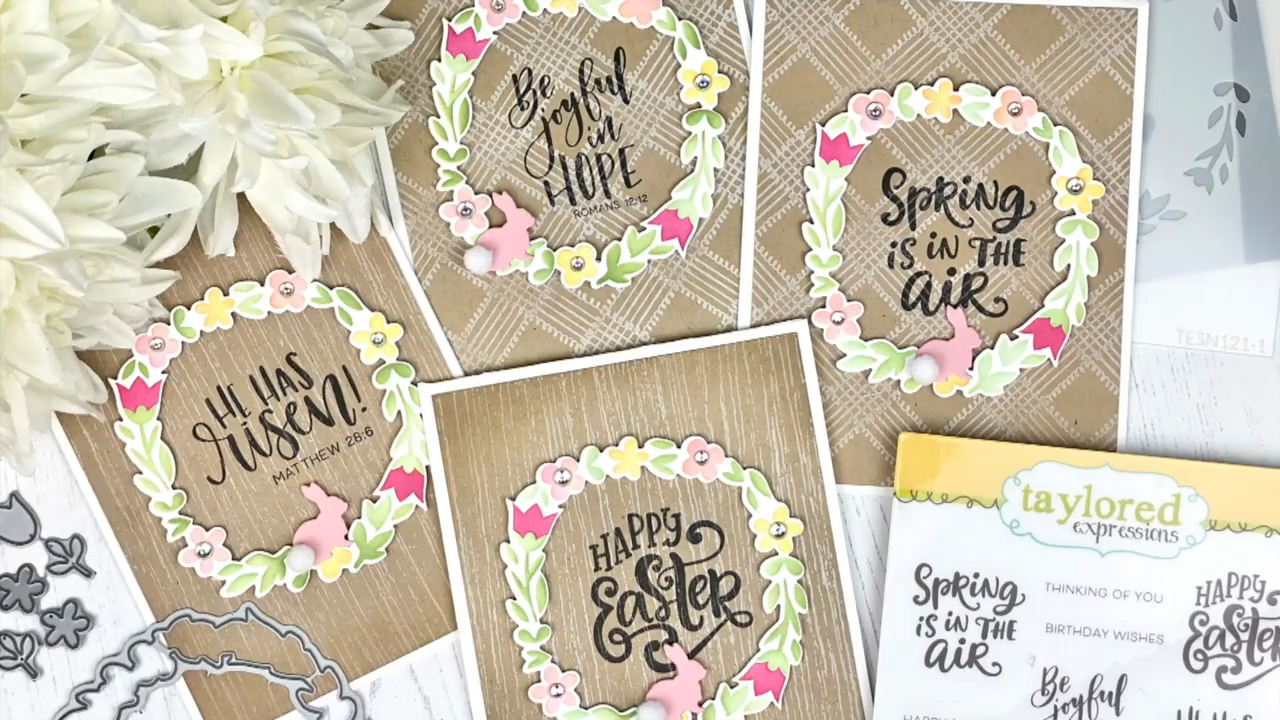 Be
joyful
in
HOPE
ROMANS 12:12
SPRING
IS IN THE
aiR
HE HAS
risen!
MATTHEW 28:6
HAPPY
EaSter
TESN121-1
taylored
expressions
SPRING
IS IN THE
aiR
THINKING OF YOU
BIRTHDAY WISHES
HAPPY
Be
joyful